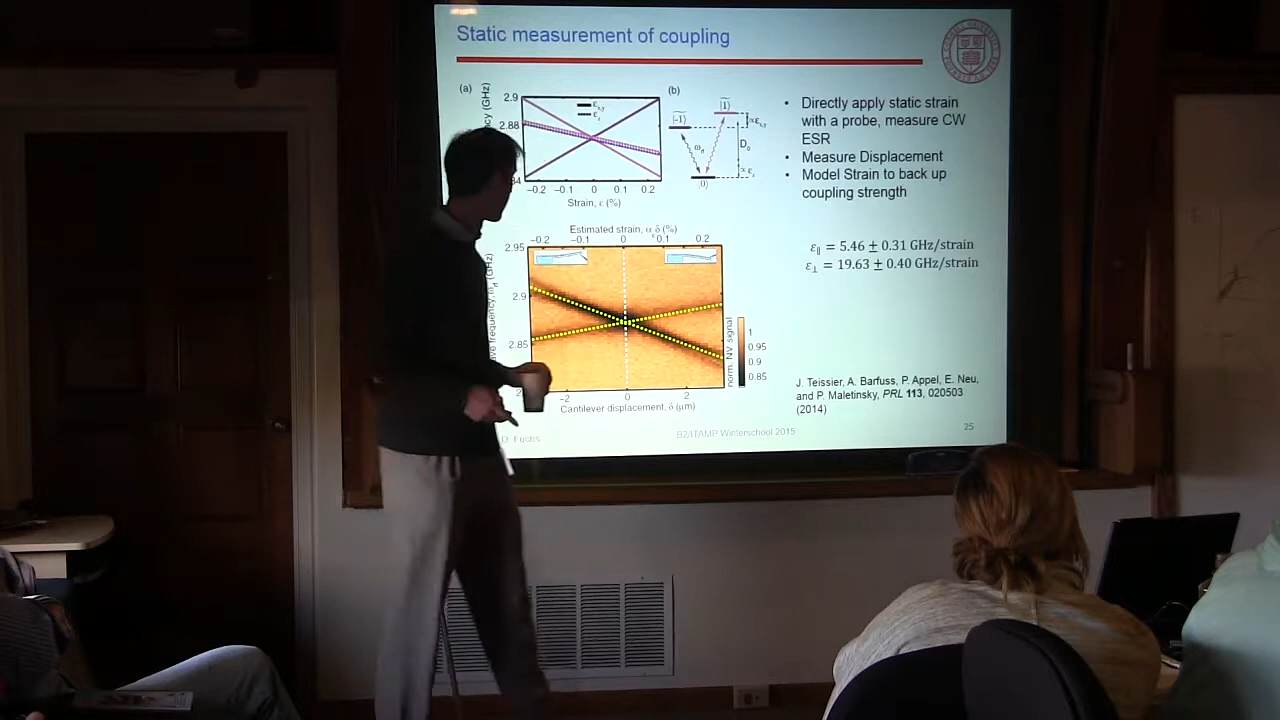 Static measurement of coupling
(a)
(b)
(GHz)
2.9
2.88
−0.2 −0.1 0 0.1 0.2
Strain, ε (%)
|0⟩
D₀
• Directly apply static strain
with a probe, measure CW
ESR
• Measure Displacement
• Model Strain to back up
coupling strength
ε∥ = 5.46 ± 0.31 GHz/strain
ε⊥ = 19.63 ± 0.40 GHz/strain
Estimated strain, α δ (%)
−0.2 −0.1 0 0.1 0.2
2.95
2.9
2.85
−2 0 2
Cantilever displacement, δ (μm)
norm. NV signal
1
0.95
0.9
0.85
J. Teissier, A. Barfuss, P. Appel, E. Neu,
and P. Maletinsky, PRL 113, 020503
(2014)
D. Fuchs
B2/ITAMP Winterschool 2015
25